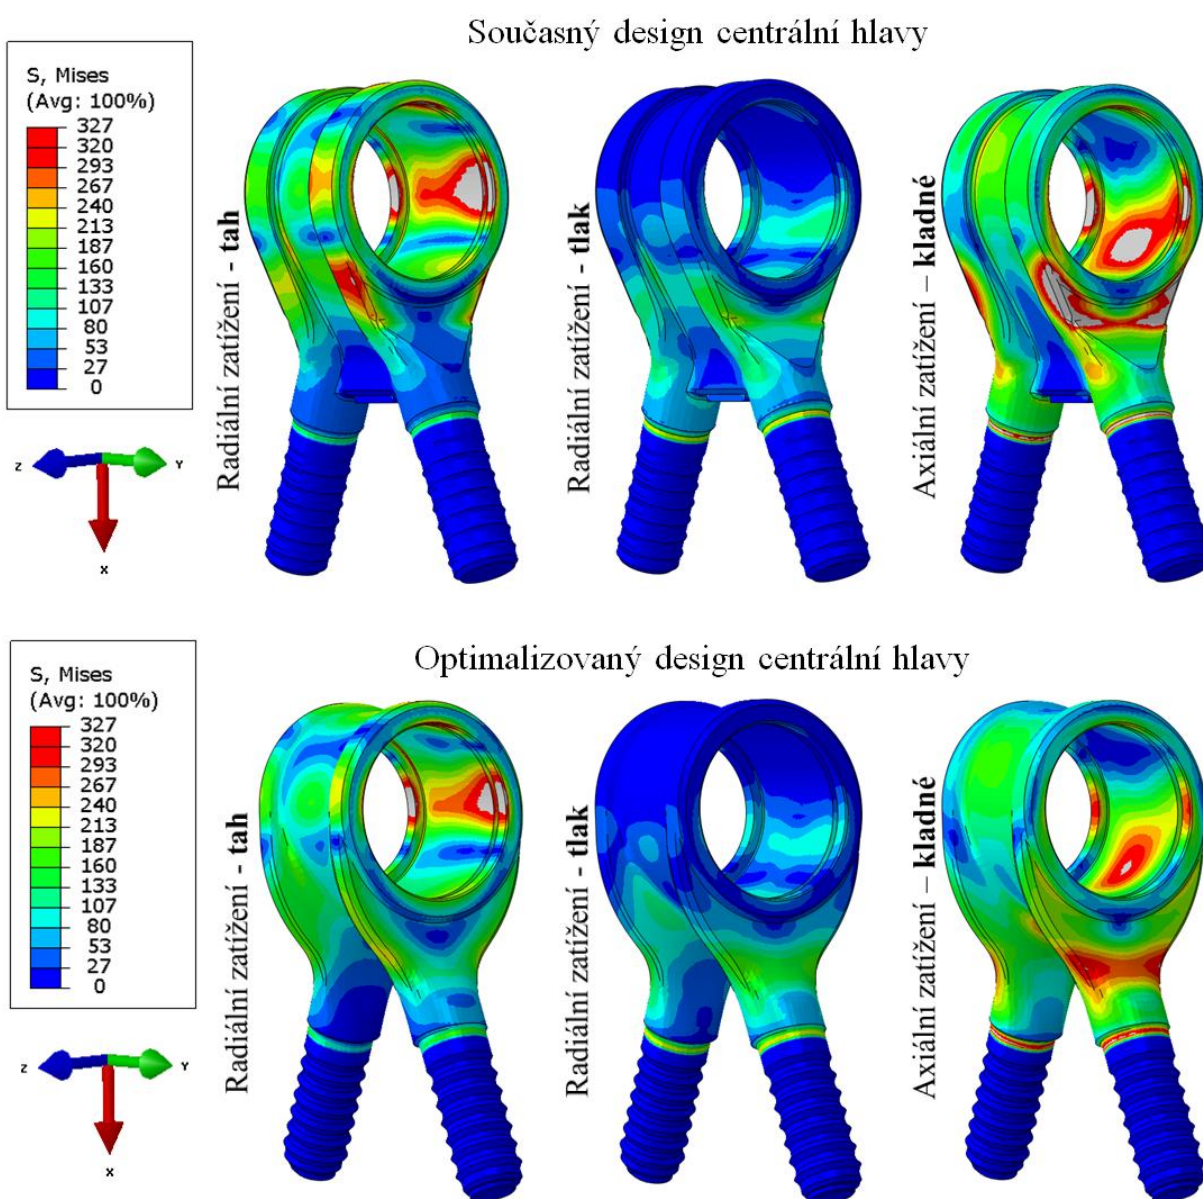 Současný design centrální hlavy
S, Mises
(Avg: 100%)
327
320
293
267
240
213
187
160
133
107
80
53
27
0
Z
Y
X
Radiální zatížení - tah
Radiální zatížení - tlak
Axiální zatížení – kladné
Optimalizovaný design centrální hlavy
S, Mises
(Avg: 100%)
327
320
293
267
240
213
187
160
133
107
80
53
27
0
Z
Y
X
Radiální zatížení - tah
Radiální zatížení - tlak
Axiální zatížení – kladné